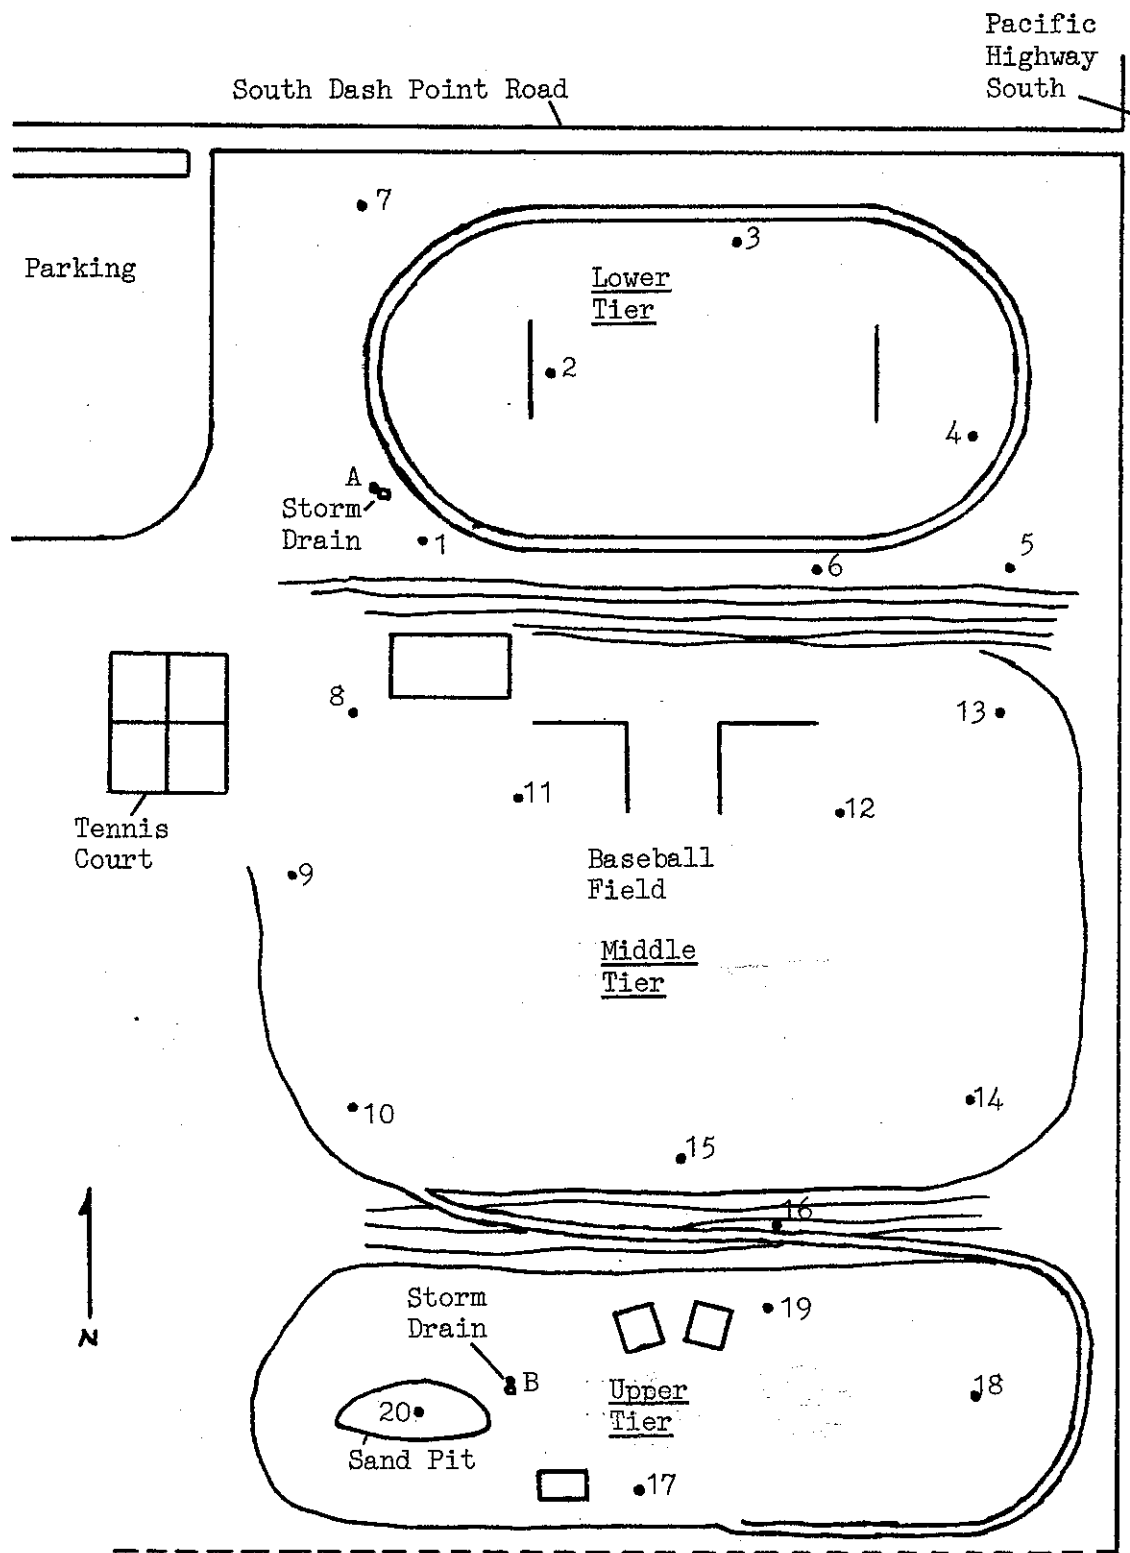 Pacific
Highway
South
South Dash Point Road
7
3
Parking
Lower
Tier
2
4
A
Storm
Drain
1
6
5
8
13
11
12
Tennis
Court
Baseball
Field
9
Middle
Tier
10
14
15
16
Storm
Drain
19
N
B
Upper
Tier
18
20
Sand Pit
17